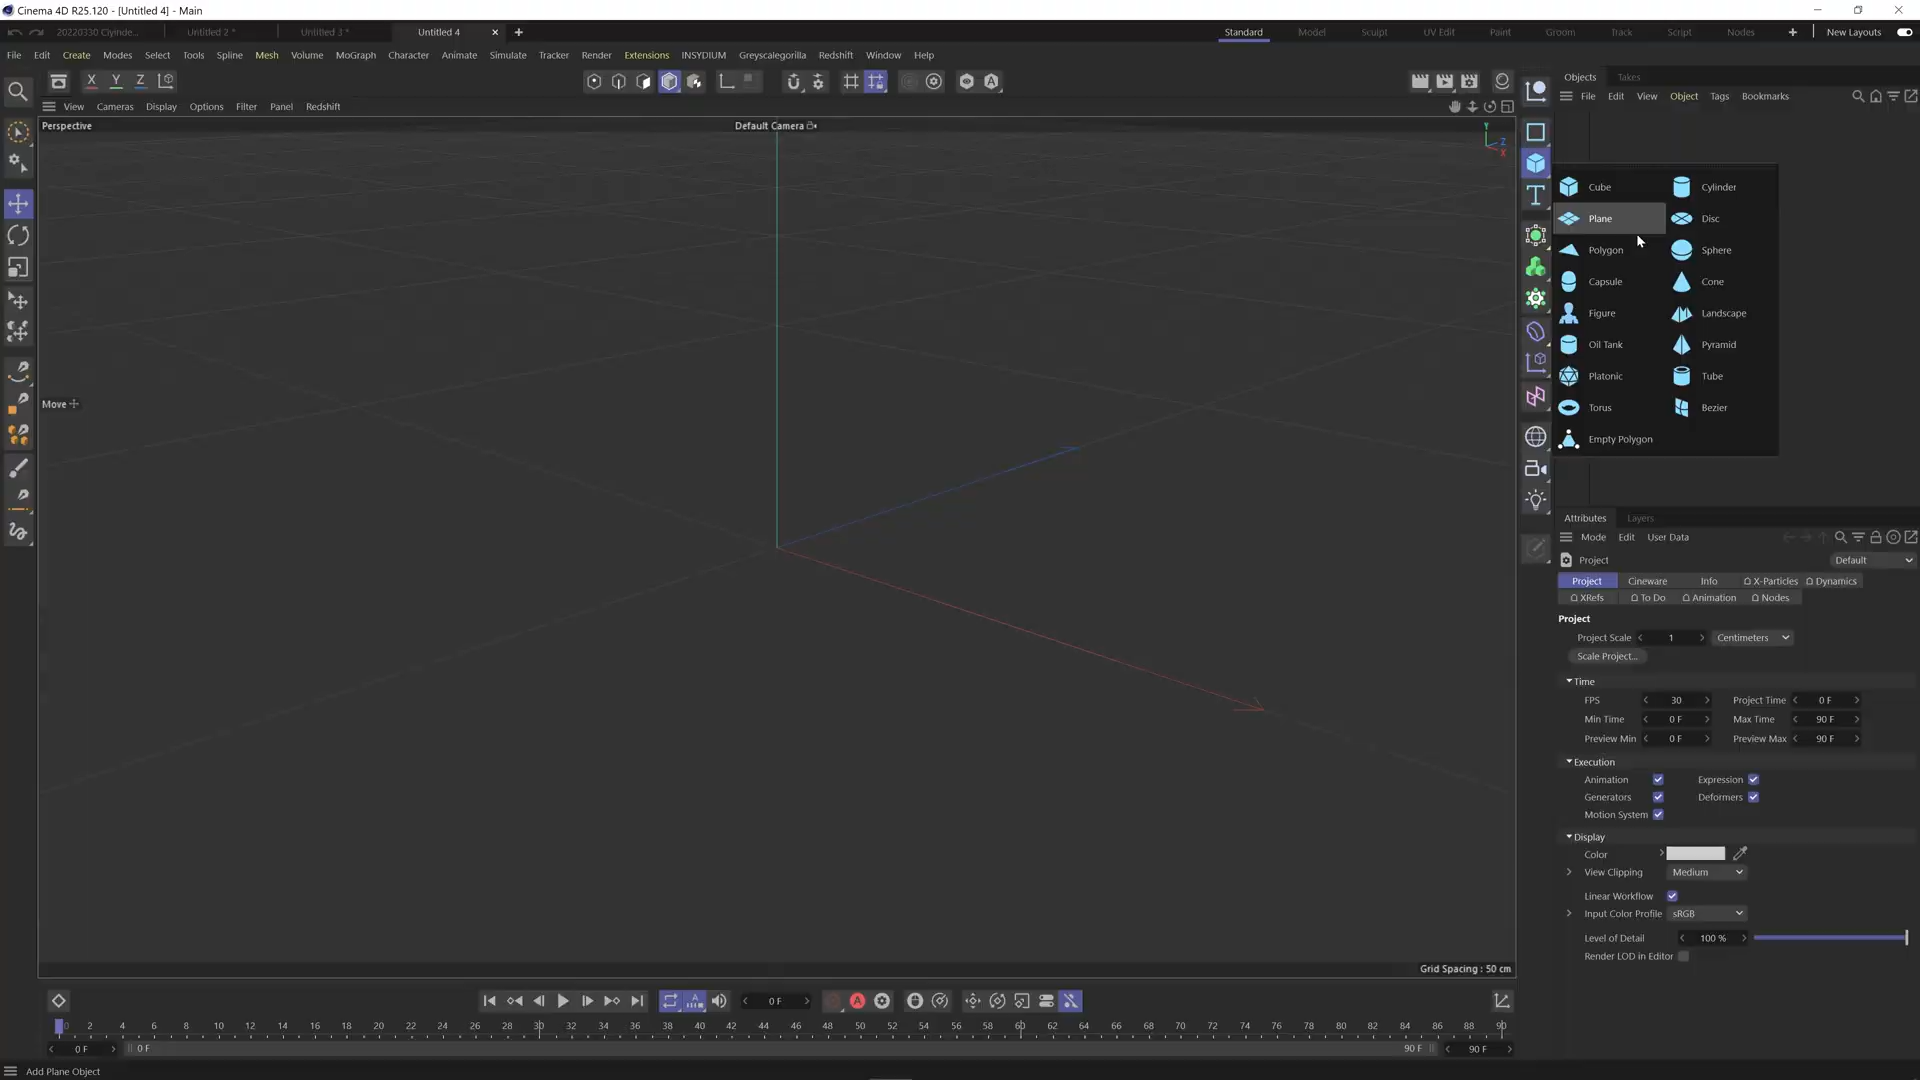 Cinema 4D R25.120 - [Untitled 4] - Main
20220330 Clyinde...
Untitled 2 *
Untitled 3 *
Untitled 4
Standard
Model
Sculpt
UV Edit
Paint
Groom
Track
Script
Nodes
New Layouts
File Edit Create Modes Select Tools Spline Mesh Volume MoGraph Character Animate Simulate Tracker Render Extensions INSYDIUM Greyscalegorilla Redshift Window Help
X Y Z
View Cameras Display Options Filter Panel Redshift
Perspective
Default Camera
Y
Z
X
Move
Grid Spacing : 50 cm
Objects Takes
File Edit View Object Tags Bookmarks
Cube Cylinder
Plane Disc
Polygon Sphere
Capsule Cone
Figure Landscape
Oil Tank Pyramid
Platonic Tube
Torus Bezier
Empty Polygon
Attributes Layers
Mode Edit User Data
Project Default
Project Cineware Info X-Particles Dynamics
XRefs To Do Animation Nodes
Project
Project Scale 1 Centimeters
Scale Project...
Time
FPS 30 Project Time 0 F
Min Time 0 F Max Time 90 F
Preview Min 0 F Preview Max 90 F
Execution
Animation Expression
Generators Deformers
Motion System
Display
Color
View Clipping Medium
Linear Workflow
Input Color Profile sRGB
Level of Detail 100 %
Render LOD in Editor
0 F
0 2 4 6 8 10 12 14 16 18 20 22 24 26 28 30 32 34 36 38 40 42 44 46 48 50 52 54 56 58 60 62 64 66 68 70 72 74 76 78 80 82 84 86 88 90
0 F 0 F 90 F 90 F
Add Plane Object